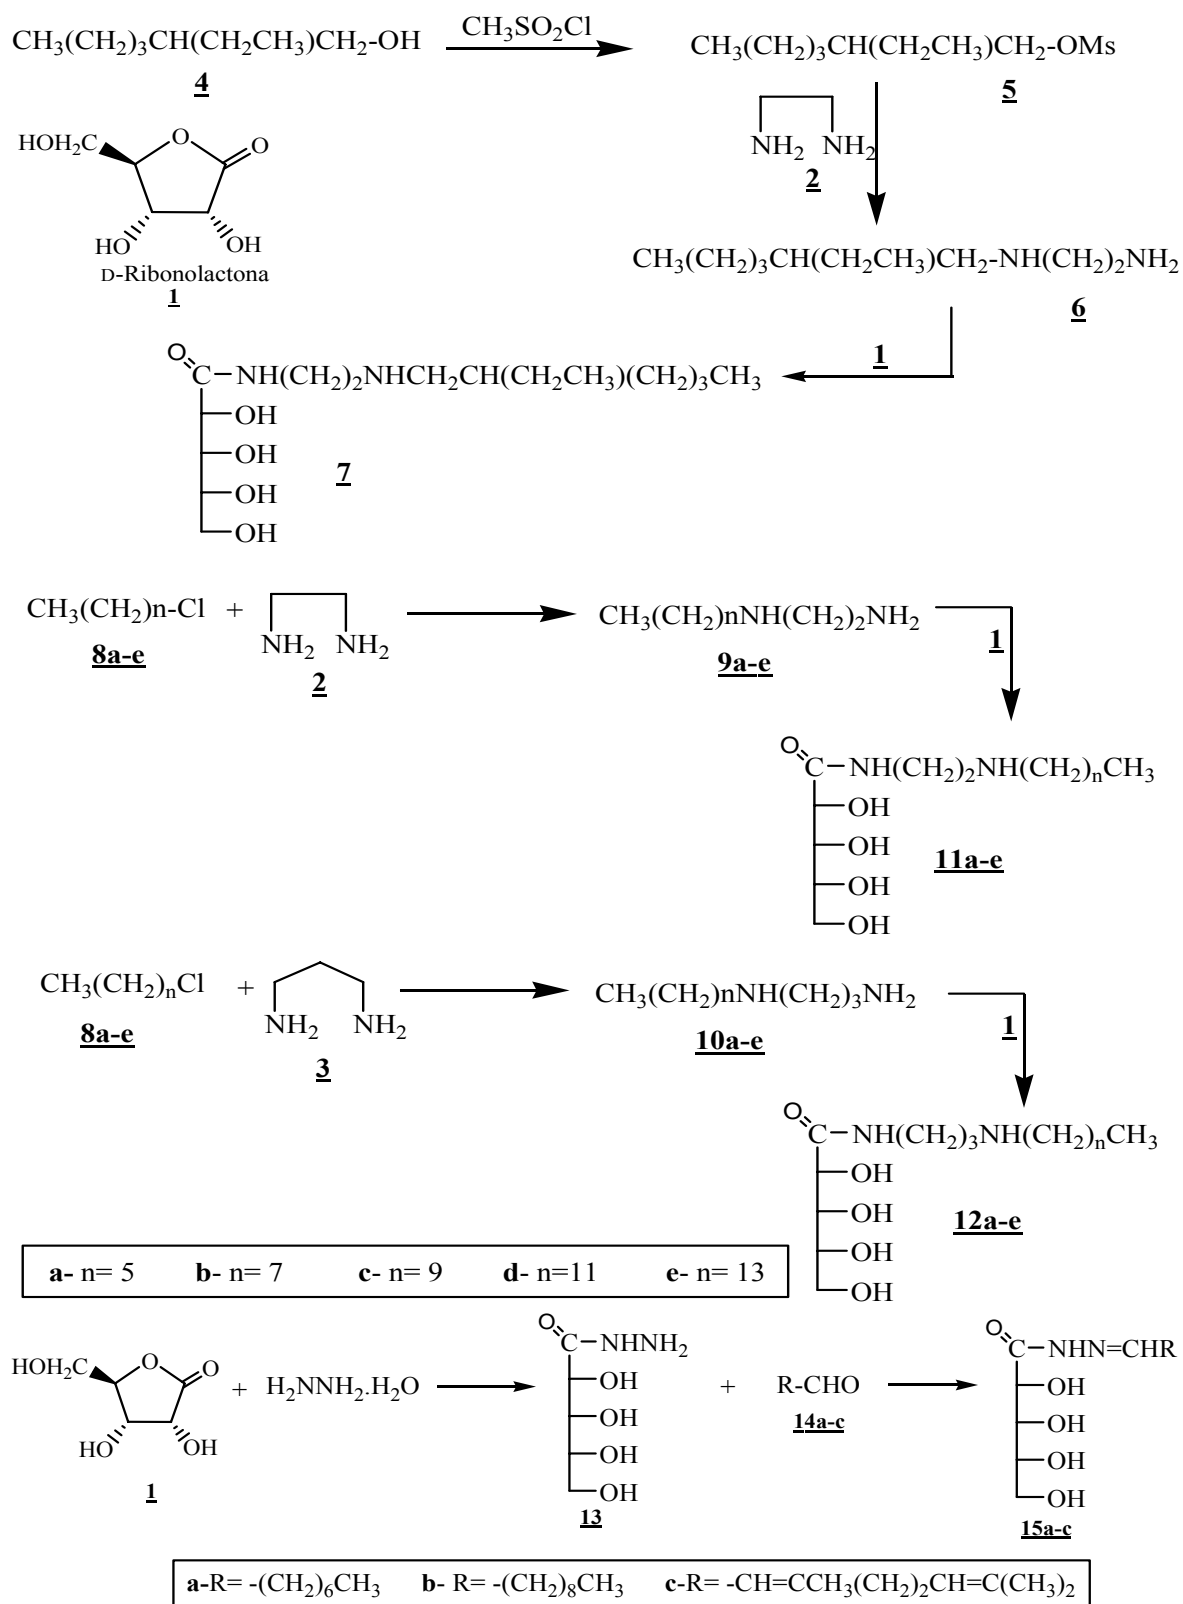 CH3(CH2)3CH(CH2CH3)CH2-OH
4
CH3SO2Cl
CH3(CH2)3CH(CH2CH3)CH2-OMs
5
HOH2C
O
O
HO
OH
D-Ribonolactona
1
NH2 NH2
2
CH3(CH2)3CH(CH2CH3)CH2-NH(CH2)2NH2
6
1
O
C-NH(CH2)2NHCH2CH(CH2CH3)(CH2)3CH3
OH
OH
OH
OH
7
CH3(CH2)n-Cl
8a-e
+
NH2 NH2
2
CH3(CH2)nNH(CH2)2NH2
9a-e
1
O
C-NH(CH2)2NH(CH2)nCH3
OH
OH
OH
OH
11a-e
CH3(CH2)nCl
8a-e
+
NH2 NH2
3
CH3(CH2)nNH(CH2)3NH2
10a-e
1
O
C-NH(CH2)3NH(CH2)nCH3
OH
OH
OH
OH
12a-e
a- n= 5 b- n= 7 c- n= 9 d- n=11 e- n= 13
HOH2C
O
O
HO
OH
1
+
H2NNH2.H2O
O
C-NHNH2
OH
OH
OH
OH
13
+
R-CHO
14a-c
O
C-NHN=CHR
OH
OH
OH
OH
15a-c
a-R= -(CH2)6CH3 b- R= -(CH2)8CH3 c-R= -CH=CCH3(CH2)2CH=C(CH3)2